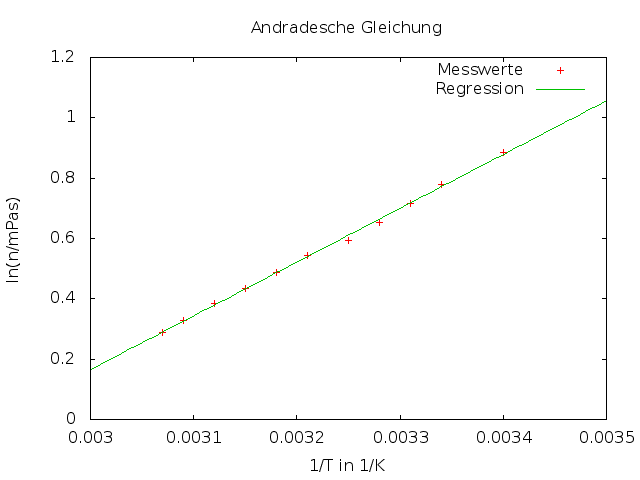 Andradesche Gleichung
1.2
Messwerte
Regression
1
0.8
0.6
0.4
0.2
0
ln(n/mPas)
0.003 0.0031 0.0032 0.0033 0.0034 0.0035
1/T in 1/K